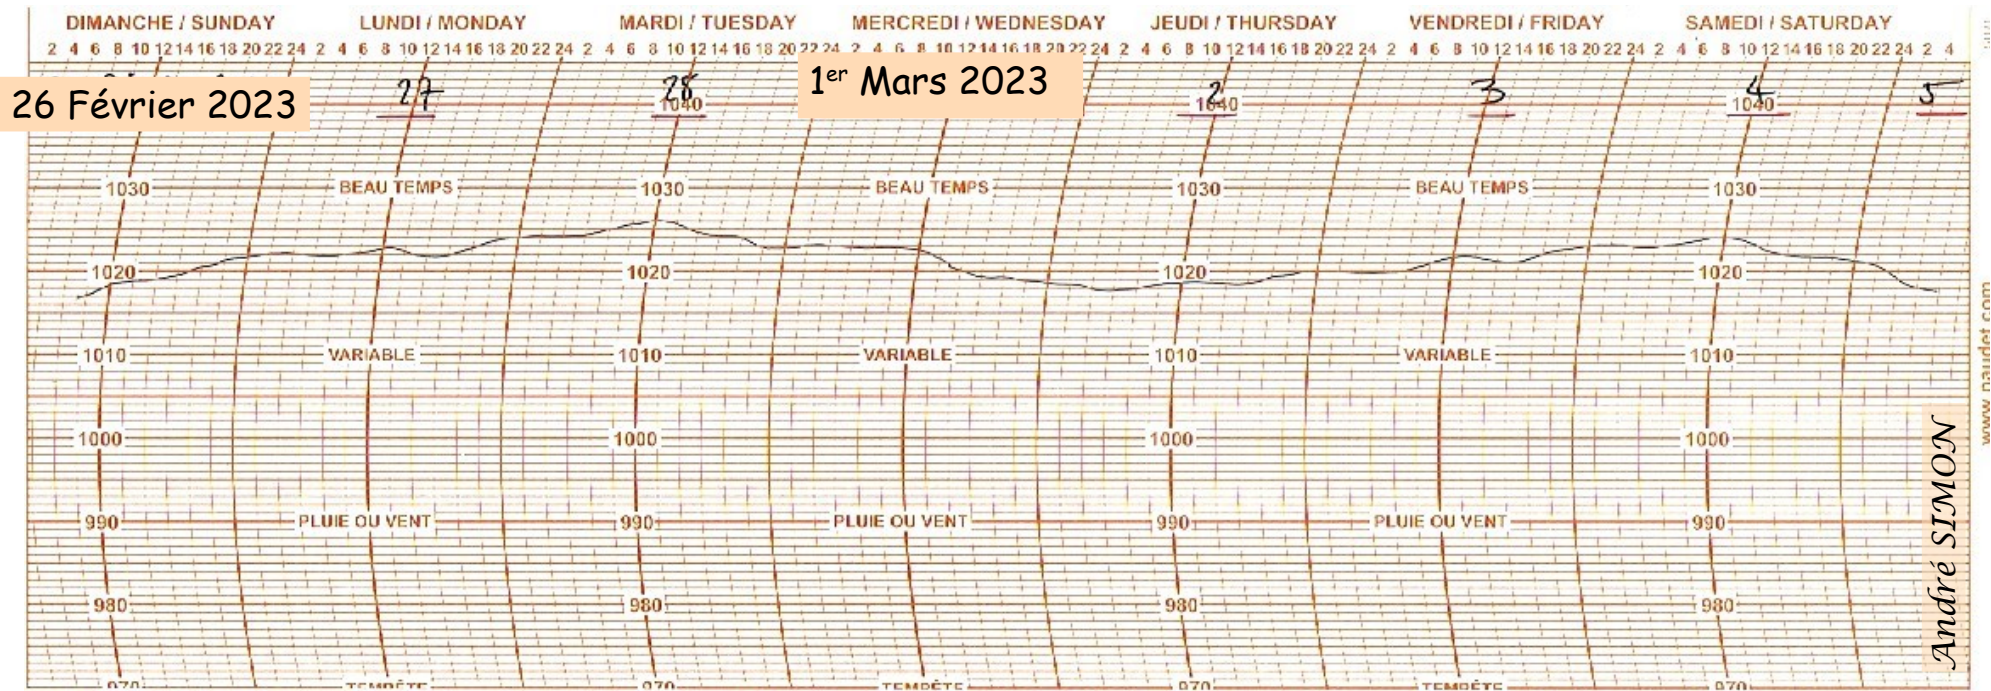 DIMANCHE / SUNDAY LUNDI / MONDAY MARDI / TUESDAY MERCREDI / WEDNESDAY JEUDI / THURSDAY VENDREDI / FRIDAY SAMEDI / SATURDAY
2 4 6 8 10 12 14 16 18 20 22 24 2 4 6 8 10 12 14 16 18 20 22 24 2 4 6 8 10 12 14 16 18 20 22 24 2 4 6 8 10 12 14 16 18 20 22 24 2 4 6 8 10 12 14 16 18 20 22 24 2 4 6 8 10 12 14 16 18 20 22 24 2 4 6 8 10 12 14 16 18 20 22 24 2 4
26 Février 2023 27 28 1er Mars 2023 2 3 4 5
1040 1040 1040
1030 BEAU TEMPS 1030 BEAU TEMPS 1030 BEAU TEMPS 1030
1020 1020 1020 1020
1010 VARIABLE 1010 VARIABLE 1010 VARIABLE 1010
1000 1000 1000 1000
990 PLUIE OU VENT 990 PLUIE OU VENT 990 PLUIE OU VENT 990
980 980 980 980
970 TEMPÊTE 970 TEMPÊTE 970 TEMPÊTE 970
www.naudet.com
André SIMON